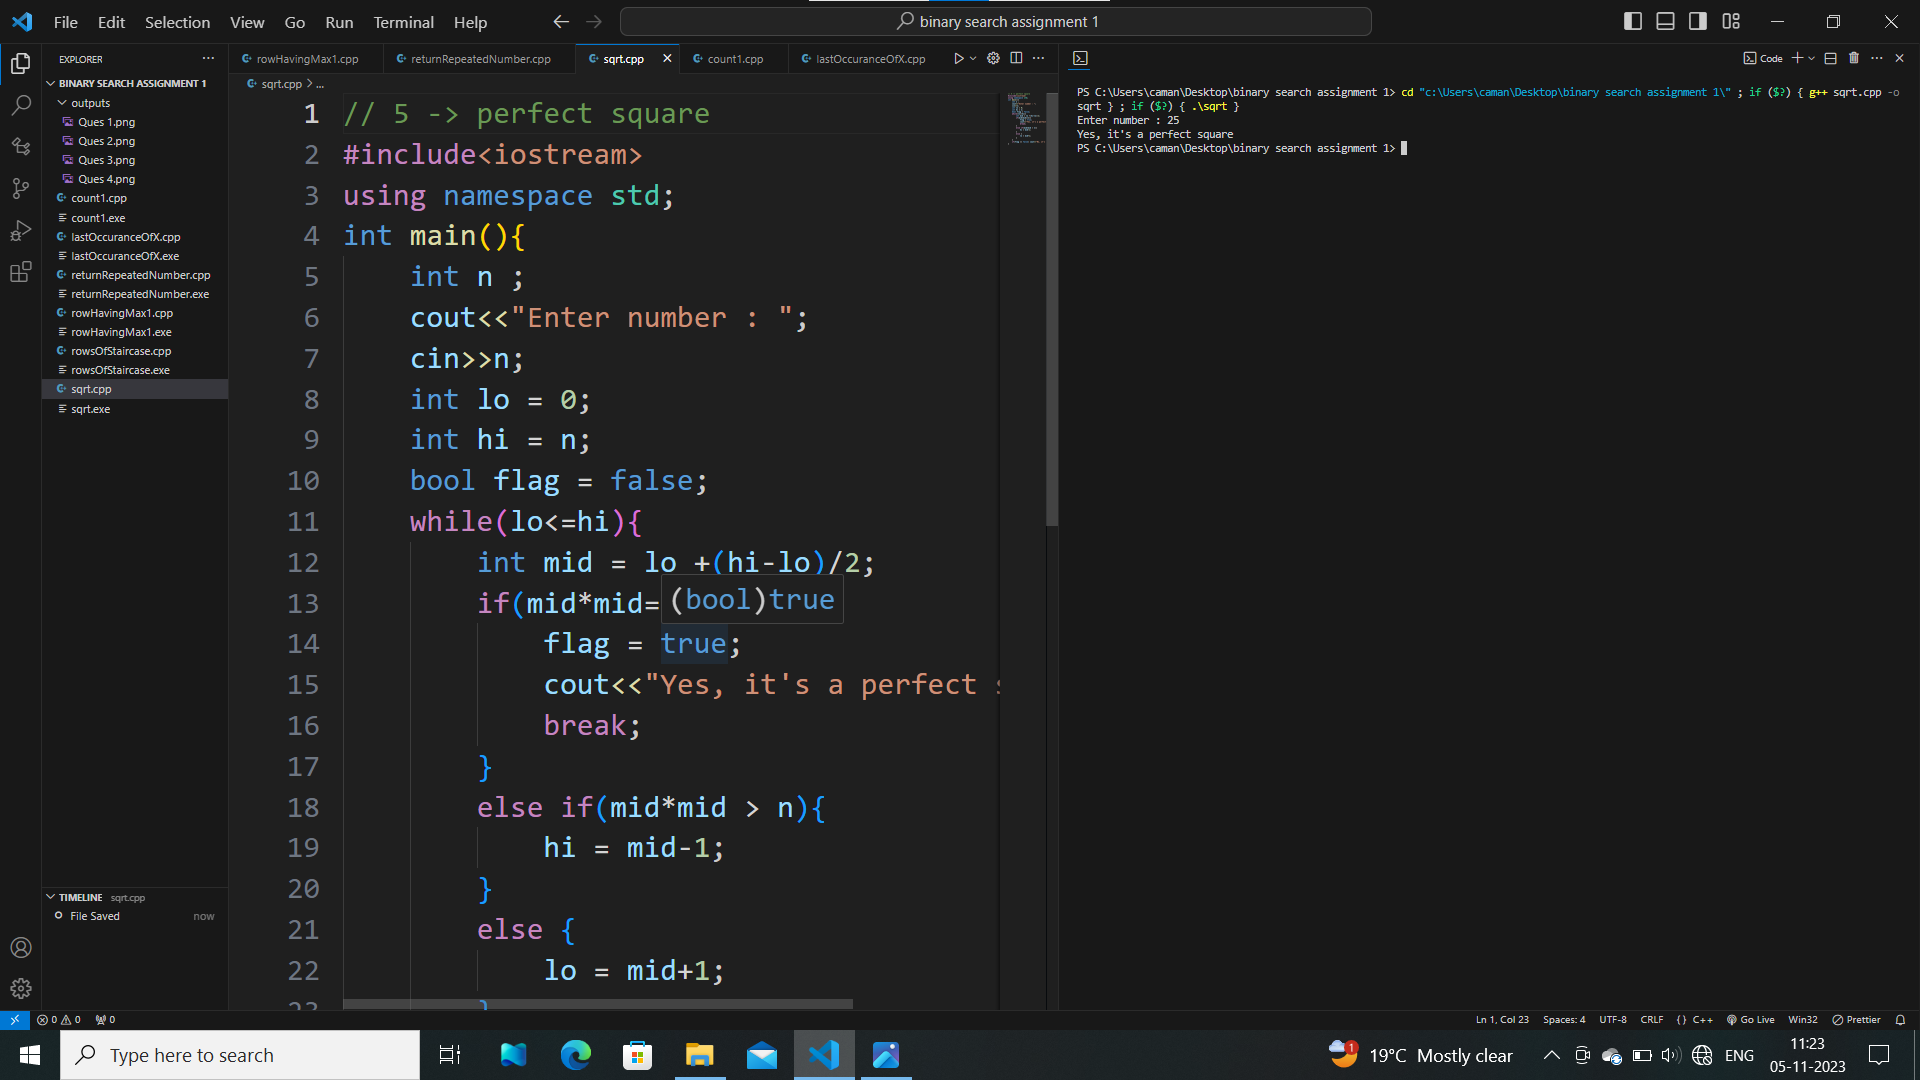 File Edit Selection View Go Run Terminal Help
binary search assignment 1
EXPLORER
BINARY SEARCH ASSIGNMENT 1
outputs
Ques 1.png
Ques 2.png
Ques 3.png
Ques 4.png
count1.cpp
count1.exe
lastOccuranceOfX.cpp
lastOccuranceOfX.exe
returnRepeatedNumber.cpp
returnRepeatedNumber.exe
rowHavingMax1.cpp
rowHavingMax1.exe
rowsOfStaircase.cpp
rowsOfStaircase.exe
sqrt.cpp
sqrt.exe
TIMELINE sqrt.cpp
File Saved now
rowHavingMax1.cpp returnRepeatedNumber.cpp sqrt.cpp count1.cpp lastOccuranceOfX.cpp
sqrt.cpp > ...
1 // 5 -> perfect square
2 #include<iostream>
3 using namespace std;
4 int main(){
5 int n ;
6 cout<<"Enter number : ";
7 cin>>n;
8 int lo = 0;
9 int hi = n;
10 bool flag = false;
11 while(lo<=hi){
12 int mid = lo +(hi-lo)/2;
13 if(mid*mid=
(bool)true
14 flag = true;
15 cout<<"Yes, it's a perfect
16 break;
17 }
18 else if(mid*mid > n){
19 hi = mid-1;
20 }
21 else {
22 lo = mid+1;
23 }
Code
PS C:\Users\caman\Desktop\binary search assignment 1> cd "c:\Users\caman\Desktop\binary search assignment 1\" ; if ($?) { g++ sqrt.cpp -o
sqrt } ; if ($?) { .\sqrt }
Enter number : 25
Yes, it's a perfect square
PS C:\Users\caman\Desktop\binary search assignment 1>
0 0 0
Ln 1, Col 23 Spaces: 4 UTF-8 CRLF {} C++ Go Live Win32 Prettier
Type here to search
1
19°C Mostly clear
ENG
11:23
05-11-2023